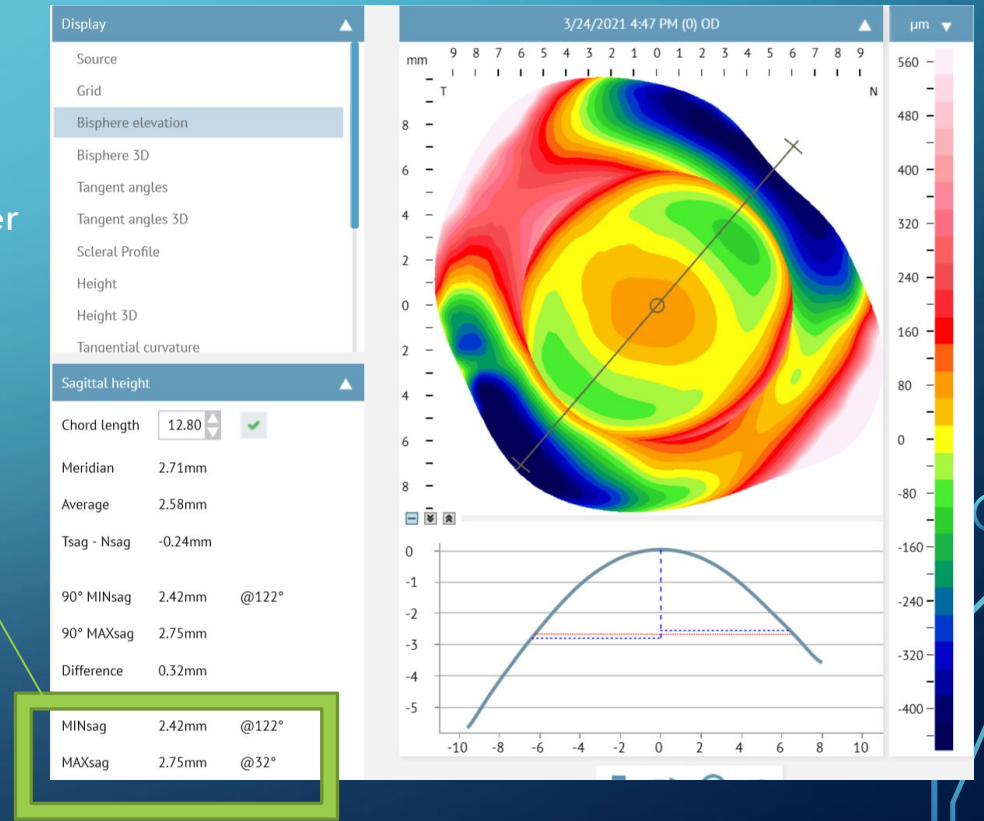 Display
Source
Grid
Bisphere elevation
Bisphere 3D
Tangent angles
Tangent angles 3D
Scleral Profile
Height
Height 3D
Tangential curvature
er
Sagittal height
Chord length 12.80
Meridian 2.71mm
Average 2.58mm
Tsag - Nsag -0.24mm
90° MINsag 2.42mm @122°
90° MAXsag 2.75mm
Difference 0.32mm
MINsag 2.42mm @122°
MAXsag 2.75mm @32°
3/24/2021 4:47 PM (0) OD
mm 9 8 7 6 5 4 3 2 1 0 1 2 3 4 5 6 7 8 9
T N
8
6
4
2
0
2
4
6
8
0
-1
-2
-3
-4
-5
-10 -8 -6 -4 -2 0 2 4 6 8 10
µm
560
480
400
320
240
160
80
0
-80
-160
-240
-320
-400